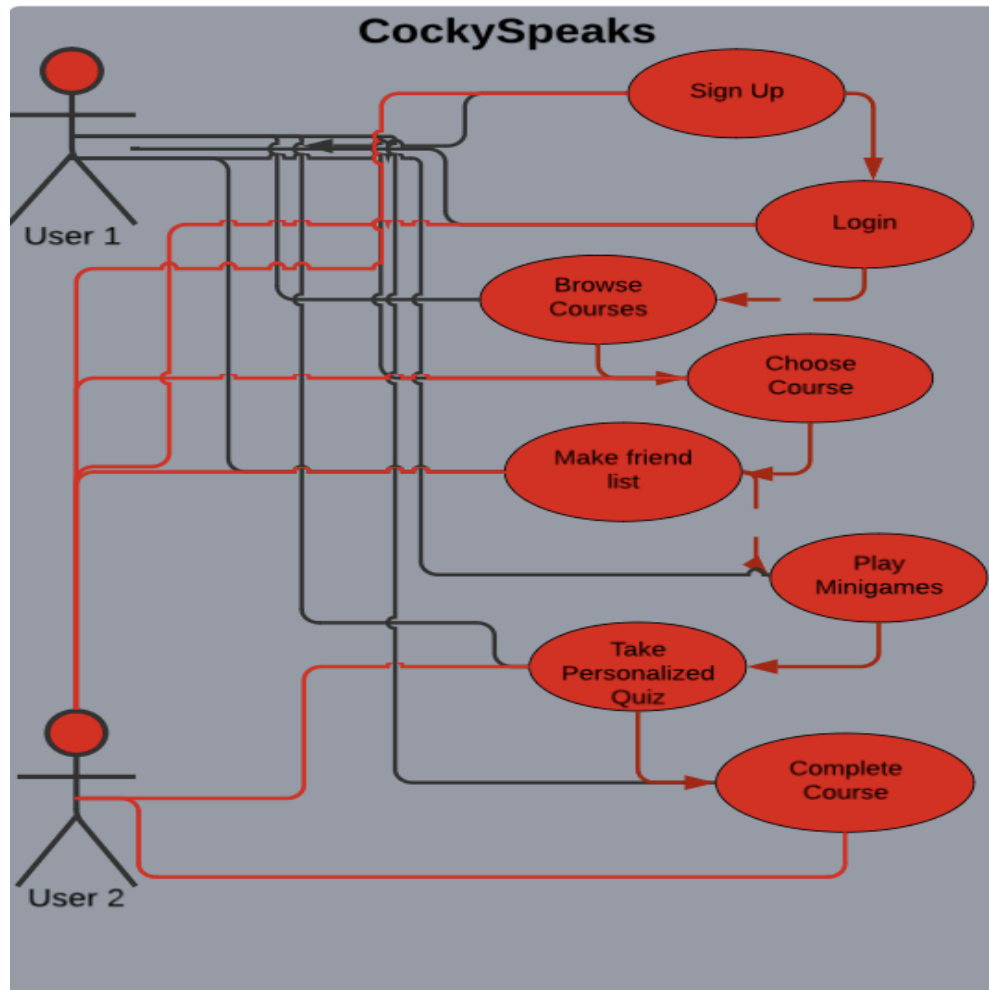 CockySpeaks
Sign Up
User 1
Login
Browse
Courses
Choose
Course
Make friend
list
Play
Minigames
Take
Personalized
Quiz
Complete
Course
User 2